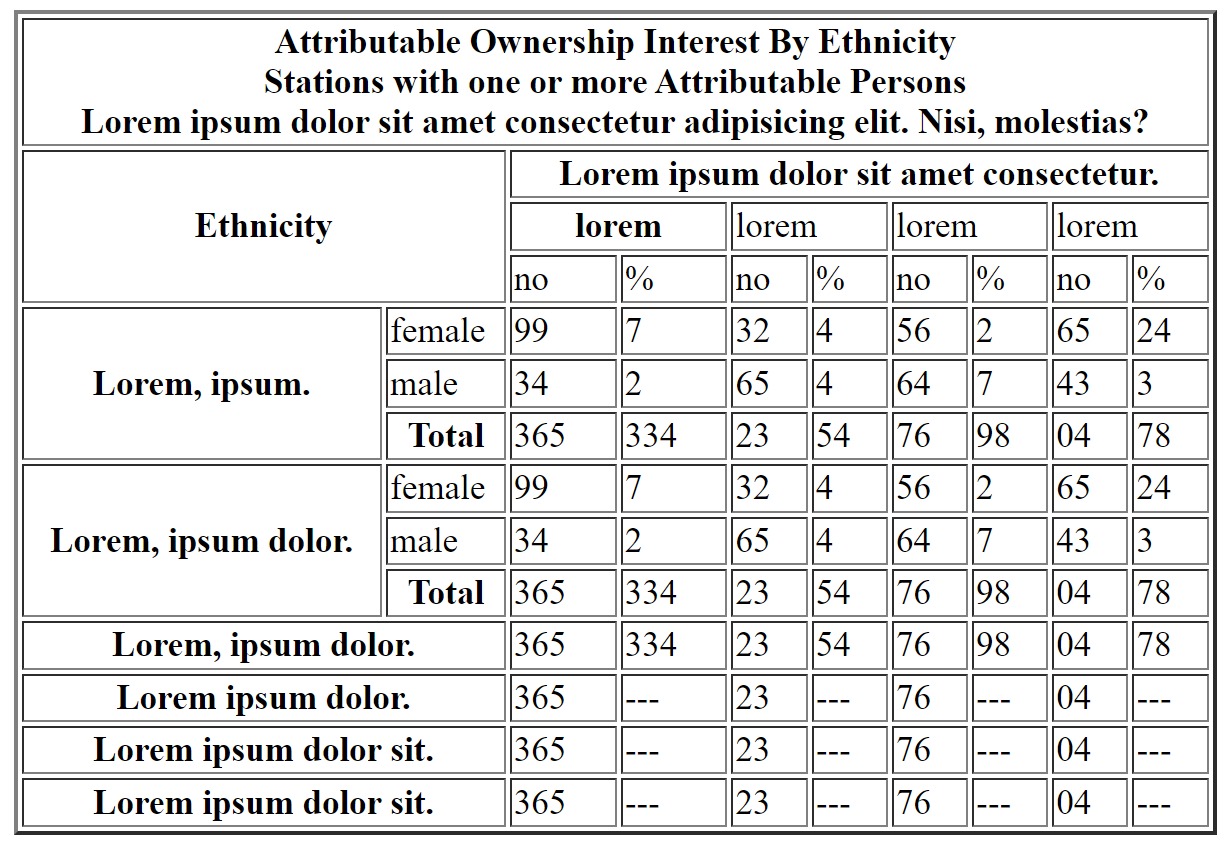 Attributable Ownership Interest By Ethnicity
Stations with one or more Attributable Persons
Lorem ipsum dolor sit amet consectetur adipisicing elit. Nisi, molestias?
Ethnicity
Lorem ipsum dolor sit amet consectetur.
lorem lorem lorem lorem
no % no % no % no %
Lorem, ipsum.
female 99 7 32 4 56 2 65 24
male 34 2 65 4 64 7 43 3
Total 365 334 23 54 76 98 04 78
Lorem, ipsum dolor.
female 99 7 32 4 56 2 65 24
male 34 2 65 4 64 7 43 3
Total 365 334 23 54 76 98 04 78
Lorem, ipsum dolor. 365 334 23 54 76 98 04 78
Lorem ipsum dolor. 365 --- 23 --- 76 --- 04 ---
Lorem ipsum dolor sit. 365 --- 23 --- 76 --- 04 ---
Lorem ipsum dolor sit. 365 --- 23 --- 76 --- 04 ---